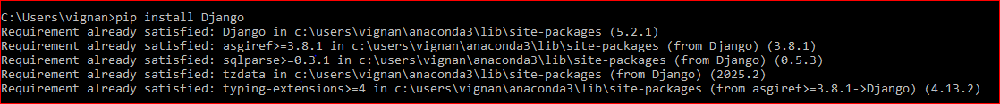 C:\Users\vignan>pip install Django
Requirement already satisfied: Django in c:\users\vignan\anaconda3\lib\site-packages (5.2.1)
Requirement already satisfied: asgiref>=3.8.1 in c:\users\vignan\anaconda3\lib\site-packages (from Django) (3.8.1)
Requirement already satisfied: sqlparse>=0.3.1 in c:\users\vignan\anaconda3\lib\site-packages (from Django) (0.5.3)
Requirement already satisfied: tzdata in c:\users\vignan\anaconda3\lib\site-packages (from Django) (2025.2)
Requirement already satisfied: typing-extensions>=4 in c:\users\vignan\anaconda3\lib\site-packages (from asgiref>=3.8.1->Django) (4.13.2)